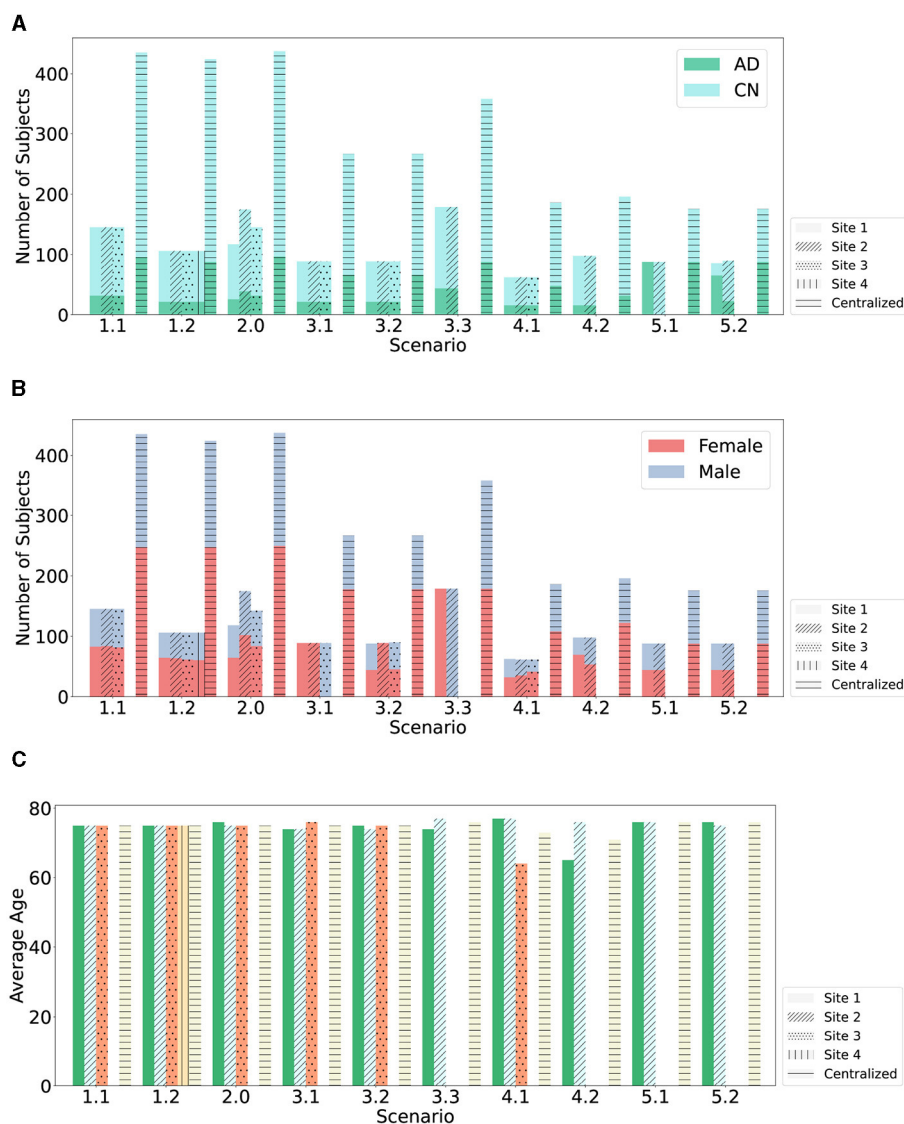 A
Number of Subjects
400
300
200
100
0
AD
CN
Site 1
Site 2
Site 3
Site 4
Centralized
1.1 1.2 2.0 3.1 3.2 3.3 4.1 4.2 5.1 5.2
Scenario
B
Number of Subjects
400
300
200
100
0
Female
Male
Site 1
Site 2
Site 3
Site 4
Centralized
1.1 1.2 2.0 3.1 3.2 3.3 4.1 4.2 5.1 5.2
Scenario
C
Average Age
80
60
40
20
0
Site 1
Site 2
Site 3
Site 4
Centralized
1.1 1.2 2.0 3.1 3.2 3.3 4.1 4.2 5.1 5.2
Scenario